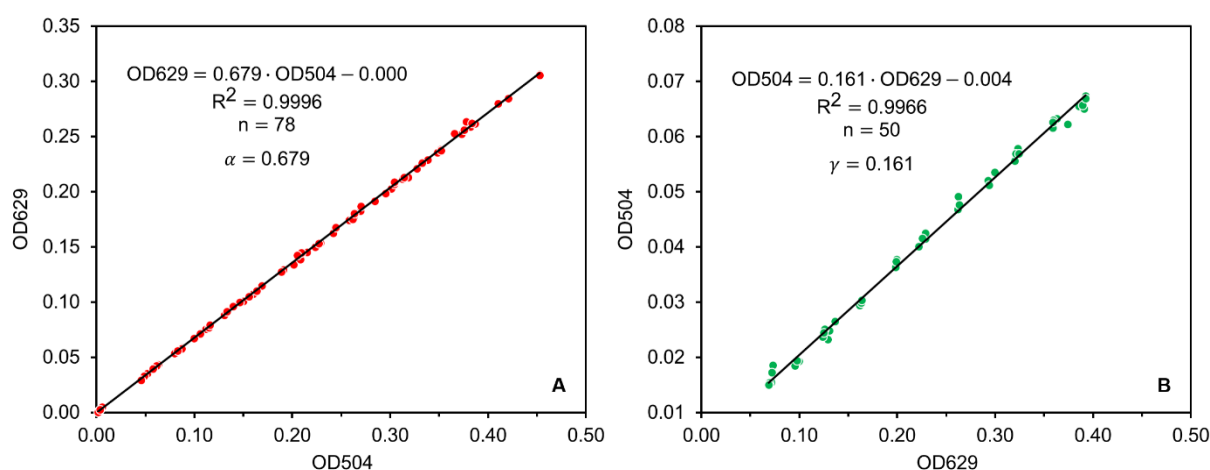 0.35
0.30
0.25
0.20
0.15
0.10
0.05
0.00
OD629
OD629 = 0.679 · OD504 – 0.000
R² = 0.9996
n = 78
α = 0.679
A
0.00 0.10 0.20 0.30 0.40 0.50
OD504
0.08
0.07
0.06
0.05
0.04
0.03
0.02
0.01
OD504
OD504 = 0.161 · OD629 – 0.004
R² = 0.9966
n = 50
γ = 0.161
B
0.00 0.10 0.20 0.30 0.40 0.50
OD629